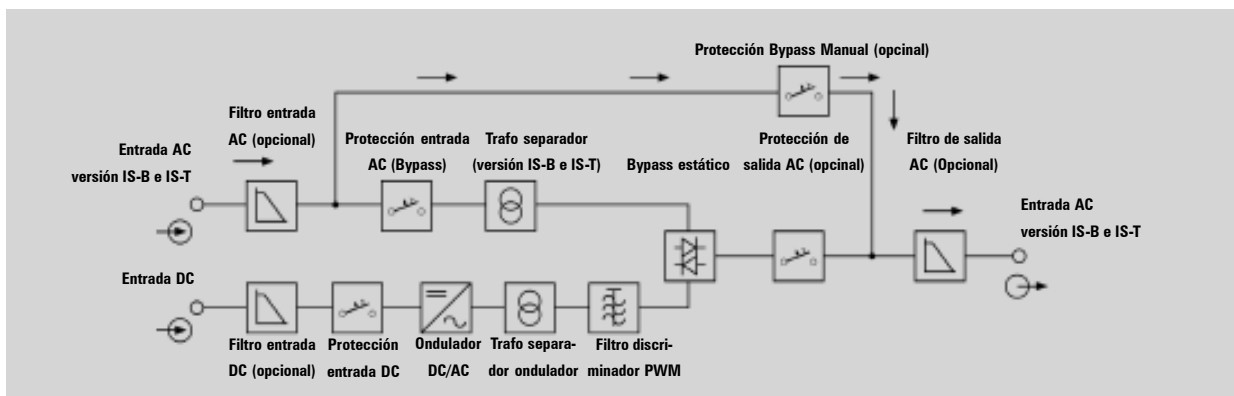 Protección Bypass Manual (opcinal)
Filtro entrada
AC (opcional)
Protección entrada
AC (Bypass)
Trafo separador
(versión IS-B e IS-T)
Bypass estático
Protección de
salida AC (opcinal)
Filtro de salida
AC (Opcional)
Entrada AC
versión IS-B e IS-T
Entrada AC
versión IS-B e IS-T
Entrada DC
Filtro entrada
DC (opcional)
Protección
entrada DC
Ondulador
DC/AC
Trafo separa-
dor ondulador
Filtro discri-
minador PWM